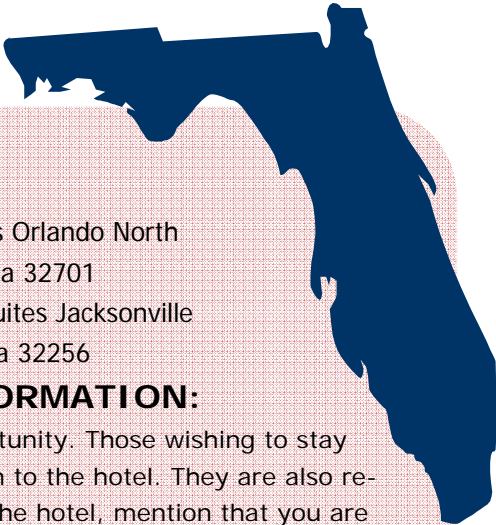 s Orlando North
a 32701
uites Jacksonville
a 32256
ORMATION:
tunity. Those wishing to stay
n to the hotel. They are also re-
he hotel, mention that you are